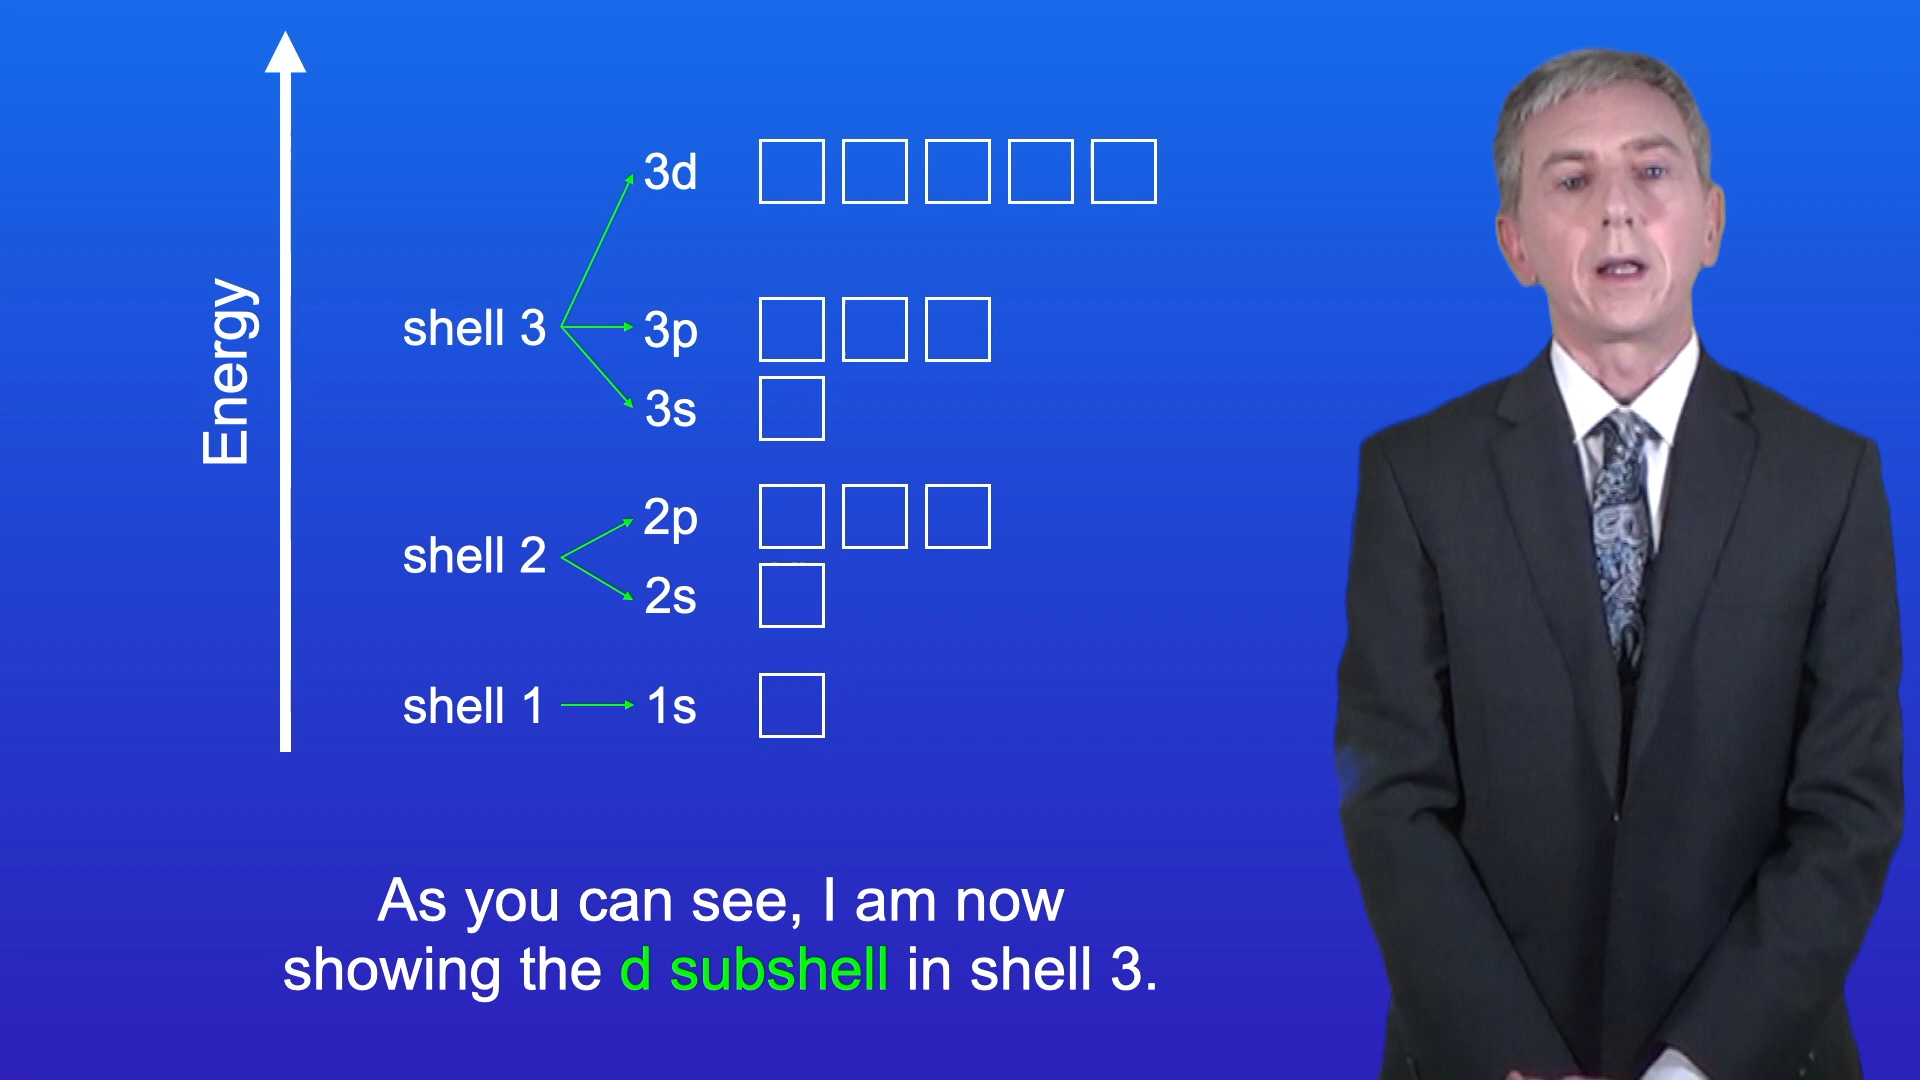 Energy
3d
shell 3
3p
3s
2p
shell 2
2s
shell 1
1s
As you can see, I am now
showing the d subshell in shell 3.